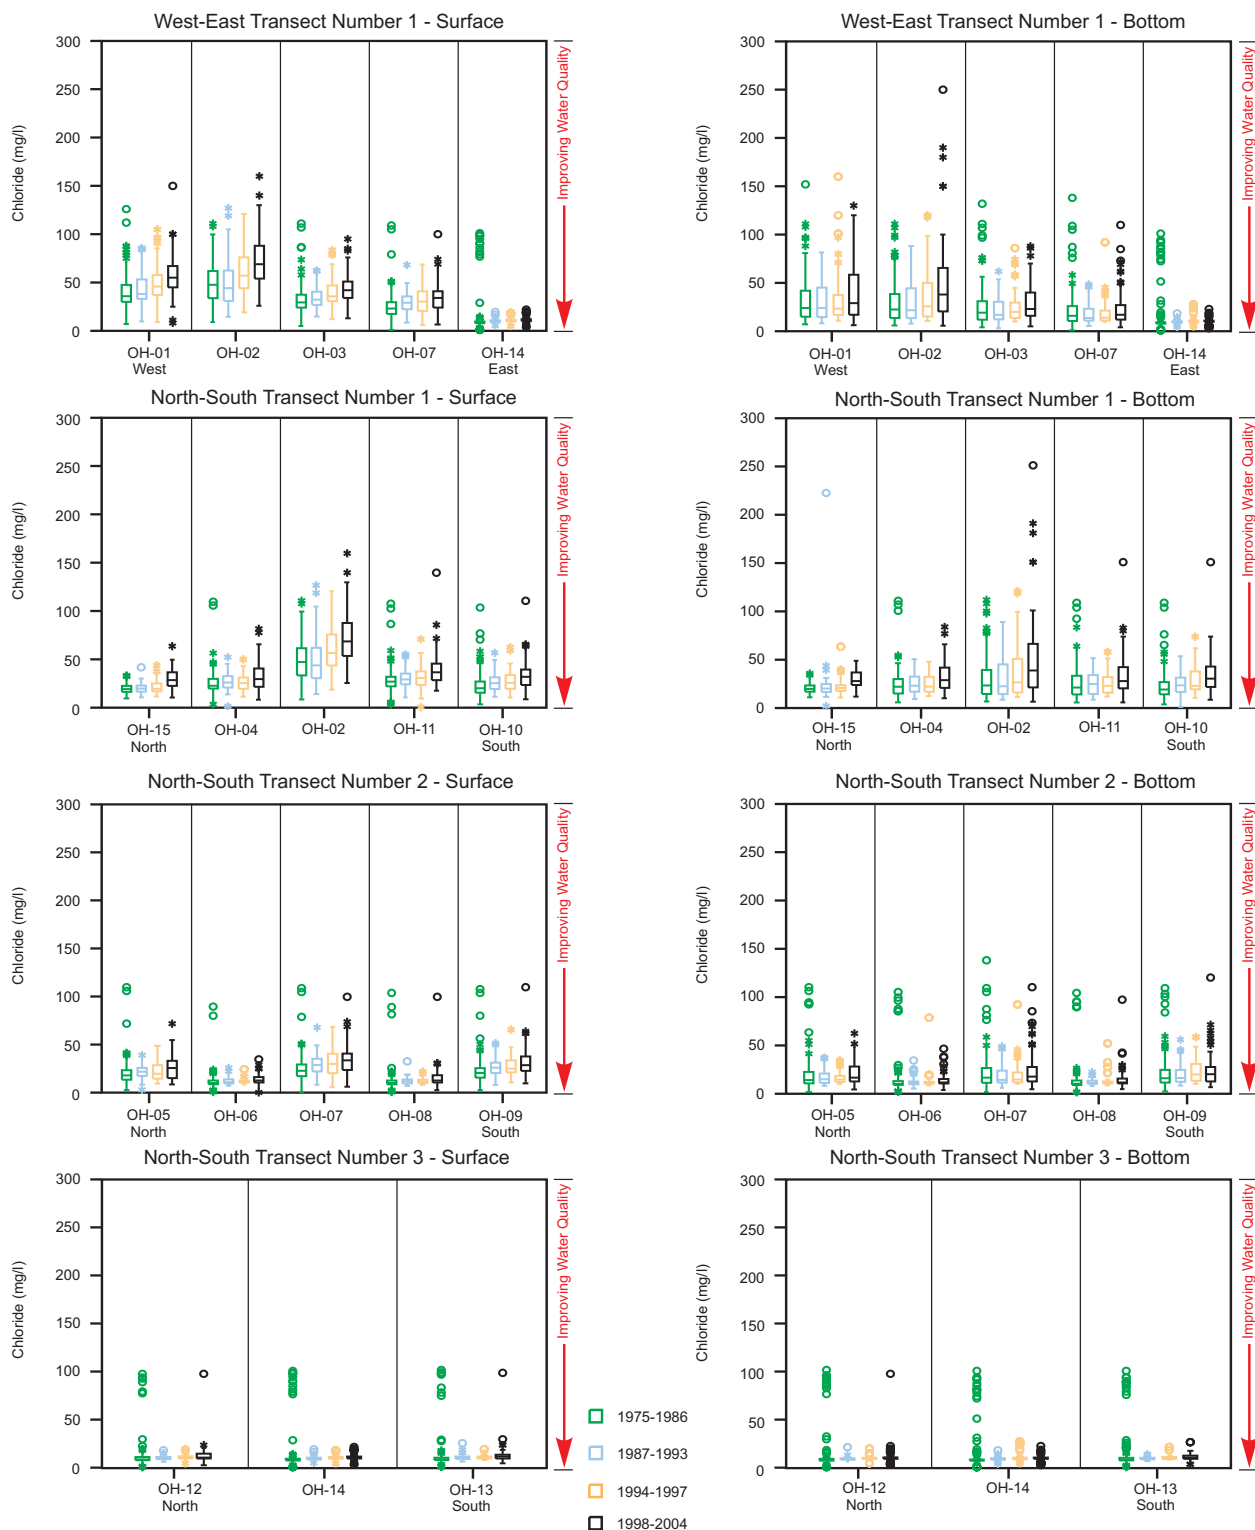 West-East Transect Number 1 - Surface
300
250
200
150
100
50
0
Chloride (mg/l)
OH-01 OH-02 OH-03 OH-07 OH-14
West East
Improving Water Quality
West-East Transect Number 1 - Bottom
300
250
200
150
100
50
0
Chloride (mg/l)
OH-01 OH-02 OH-03 OH-07 OH-14
West East
Improving Water Quality
North-South Transect Number 1 - Surface
300
250
200
150
100
50
0
Chloride (mg/l)
OH-15 OH-04 OH-02 OH-11 OH-10
North South
Improving Water Quality
North-South Transect Number 1 - Bottom
300
250
200
150
100
50
0
Chloride (mg/l)
OH-15 OH-04 OH-02 OH-11 OH-10
North South
Improving Water Quality
North-South Transect Number 2 - Surface
300
250
200
150
100
50
0
Chloride (mg/l)
OH-05 OH-06 OH-07 OH-08 OH-09
North South
Improving Water Quality
North-South Transect Number 2 - Bottom
300
250
200
150
100
50
0
Chloride (mg/l)
OH-05 OH-06 OH-07 OH-08 OH-09
North South
Improving Water Quality
North-South Transect Number 3 - Surface
300
250
200
150
100
50
0
Chloride (mg/l)
OH-12 OH-14 OH-13
North South
Improving Water Quality
North-South Transect Number 3 - Bottom
300
250
200
150
100
50
0
Chloride (mg/l)
OH-12 OH-14 OH-13
North South
Improving Water Quality
1975-1986
1987-1993
1994-1997
1998-2004